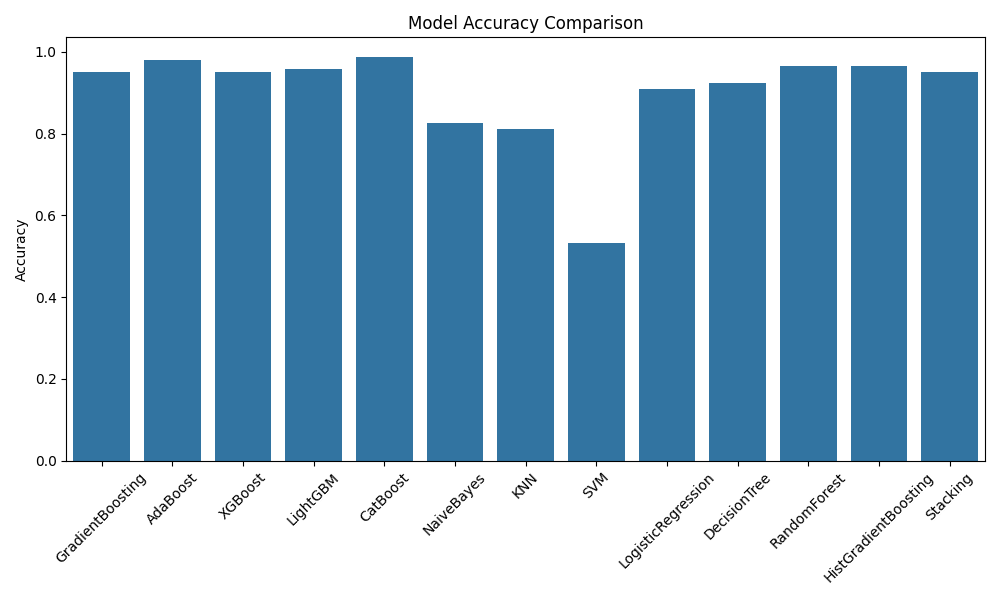 Model Accuracy Comparison
Accuracy
1.0
0.8
0.6
0.4
0.2
0.0
GradientBoosting
AdaBoost
XGBoost
LightGBM
CatBoost
NaiveBayes
KNN
SVM
LogisticRegression
DecisionTree
RandomForest
HistGradientBoosting
Stacking